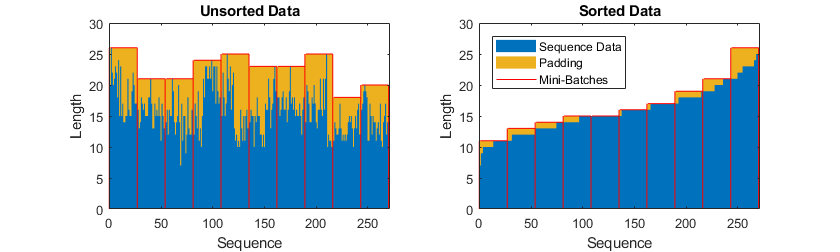 Unsorted Data
30
25
20
15
10
5
0
Length
0 50 100 150 200 250
Sequence
Sorted Data
30
25
20
15
10
5
0
Length
Sequence Data
Padding
Mini-Batches
0 50 100 150 200 250
Sequence